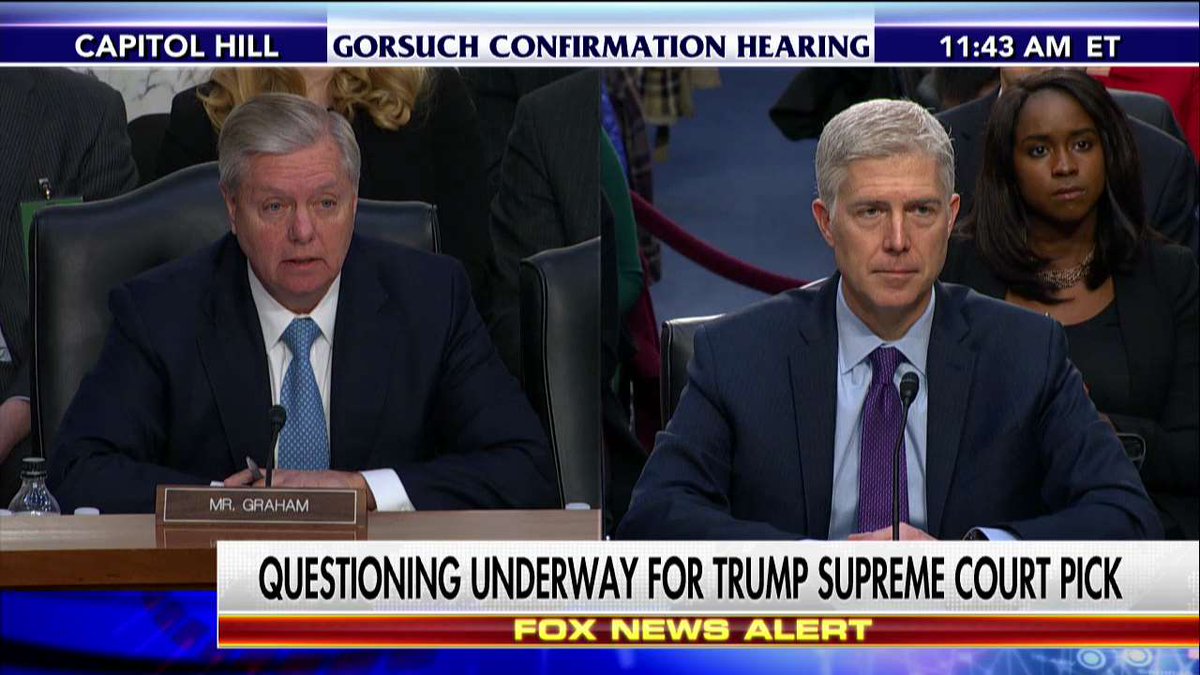 CAPITOL HILL
GORSUCH CONFIRMATION HEARING
11:43 AM ET
MR. GRAHAM
QUESTIONING UNDERWAY FOR TRUMP SUPREME COURT PICK
FOX NEWS ALERT